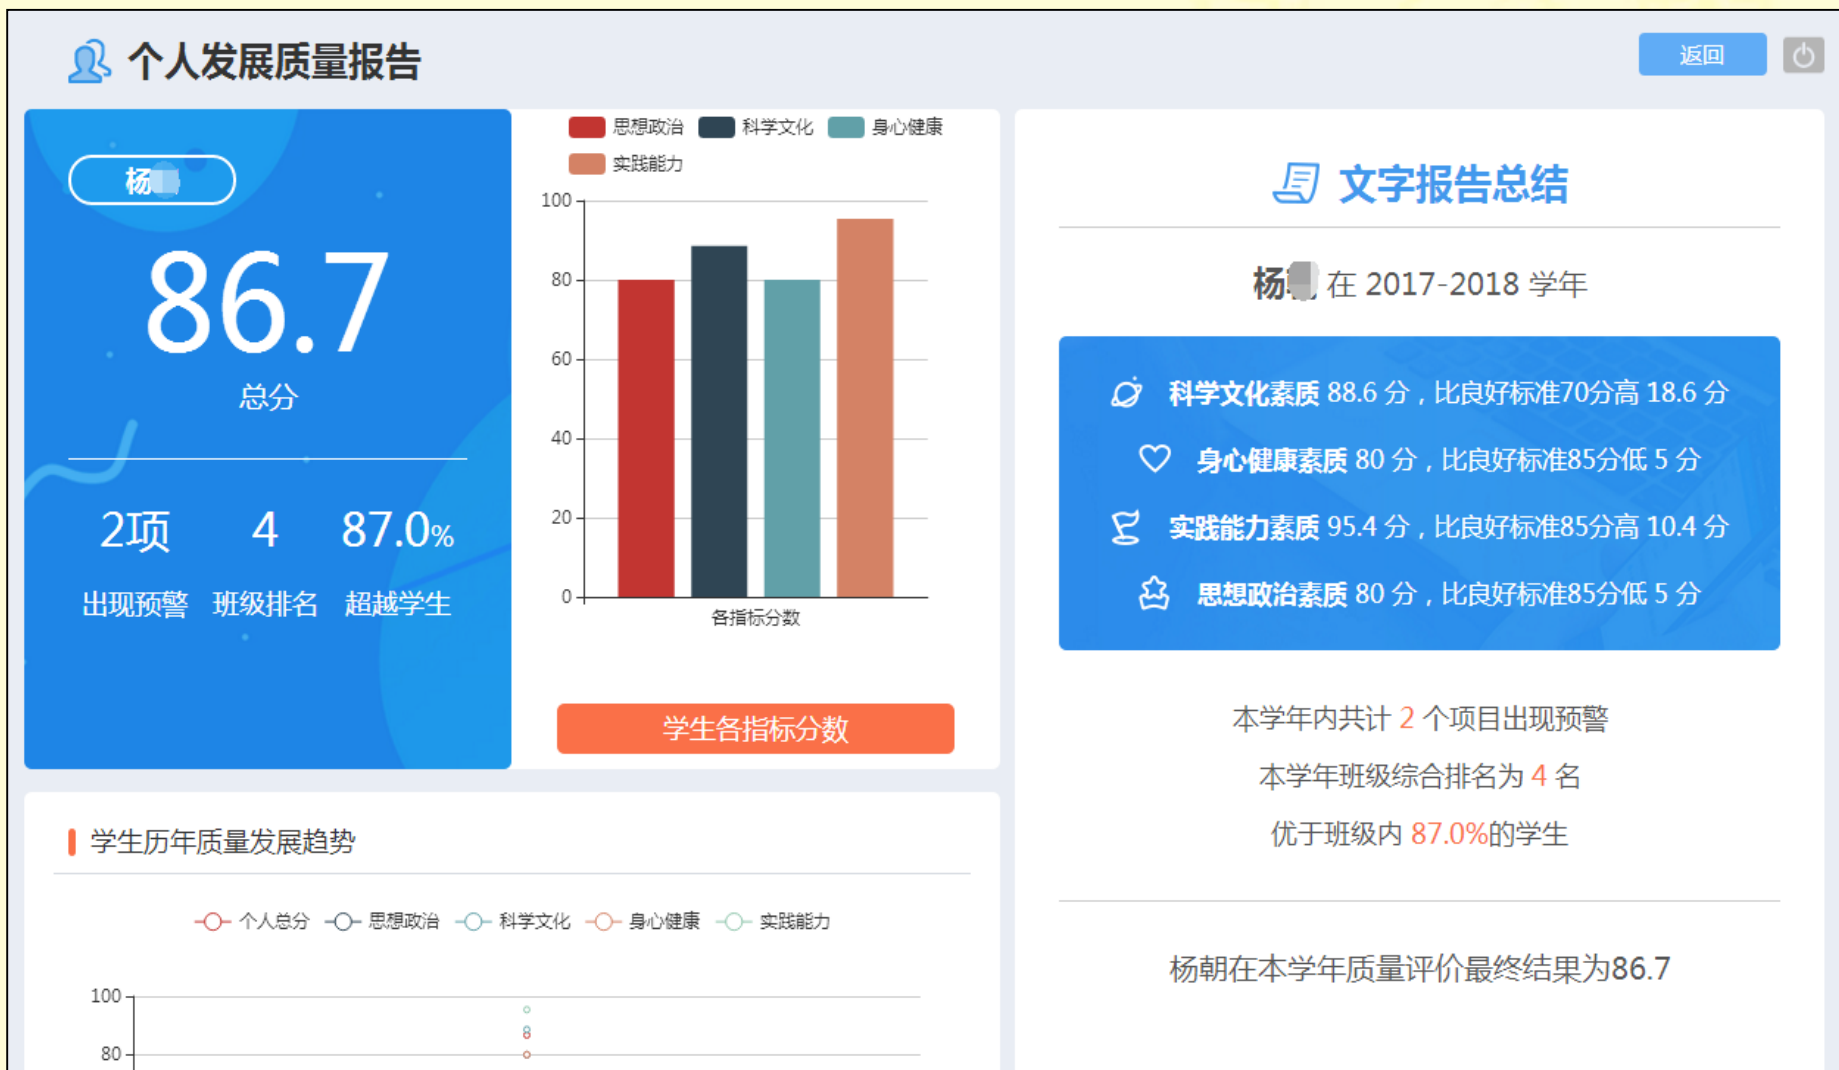 个人发展质量报告
返回
杨
86.7
总分
2项 4 87.0%
出现预警 班级排名 超越学生
思想政治 科学文化 身心健康
实践能力
100
80
60
40
20
0
各指标分数
学生各指标分数
学生历年质量发展趋势
个人总分 思想政治 科学文化 身心健康 实践能力
100
80
文字报告总结
杨 在 2017-2018 学年
科学文化素质 88.6 分，比良好标准70分高 18.6 分
身心健康素质 80 分，比良好标准85分低 5 分
实践能力素质 95.4 分，比良好标准85分高 10.4 分
思想政治素质 80 分，比良好标准85分低 5 分
本学年内共计 2 个项目出现预警
本学年班级综合排名为 4 名
优于班级内 87.0%的学生
杨朝在本学年质量评价最终结果为86.7